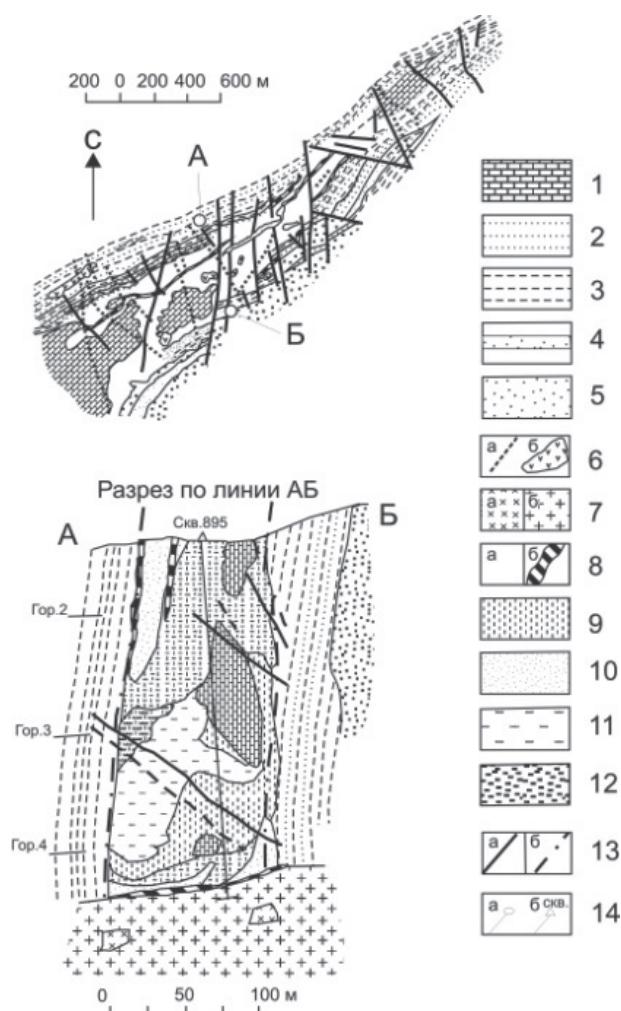 200 0 200 400 600 м
С
А
Б
Разрез по линии АБ
А
Скв.895
Б
Гор.2
Гор.3
Гор.4
0 50 100 м
1
2
3
4
5
а б 6
а б 7
а б 8
9
10
11
12
а б 13
а б скв. 14